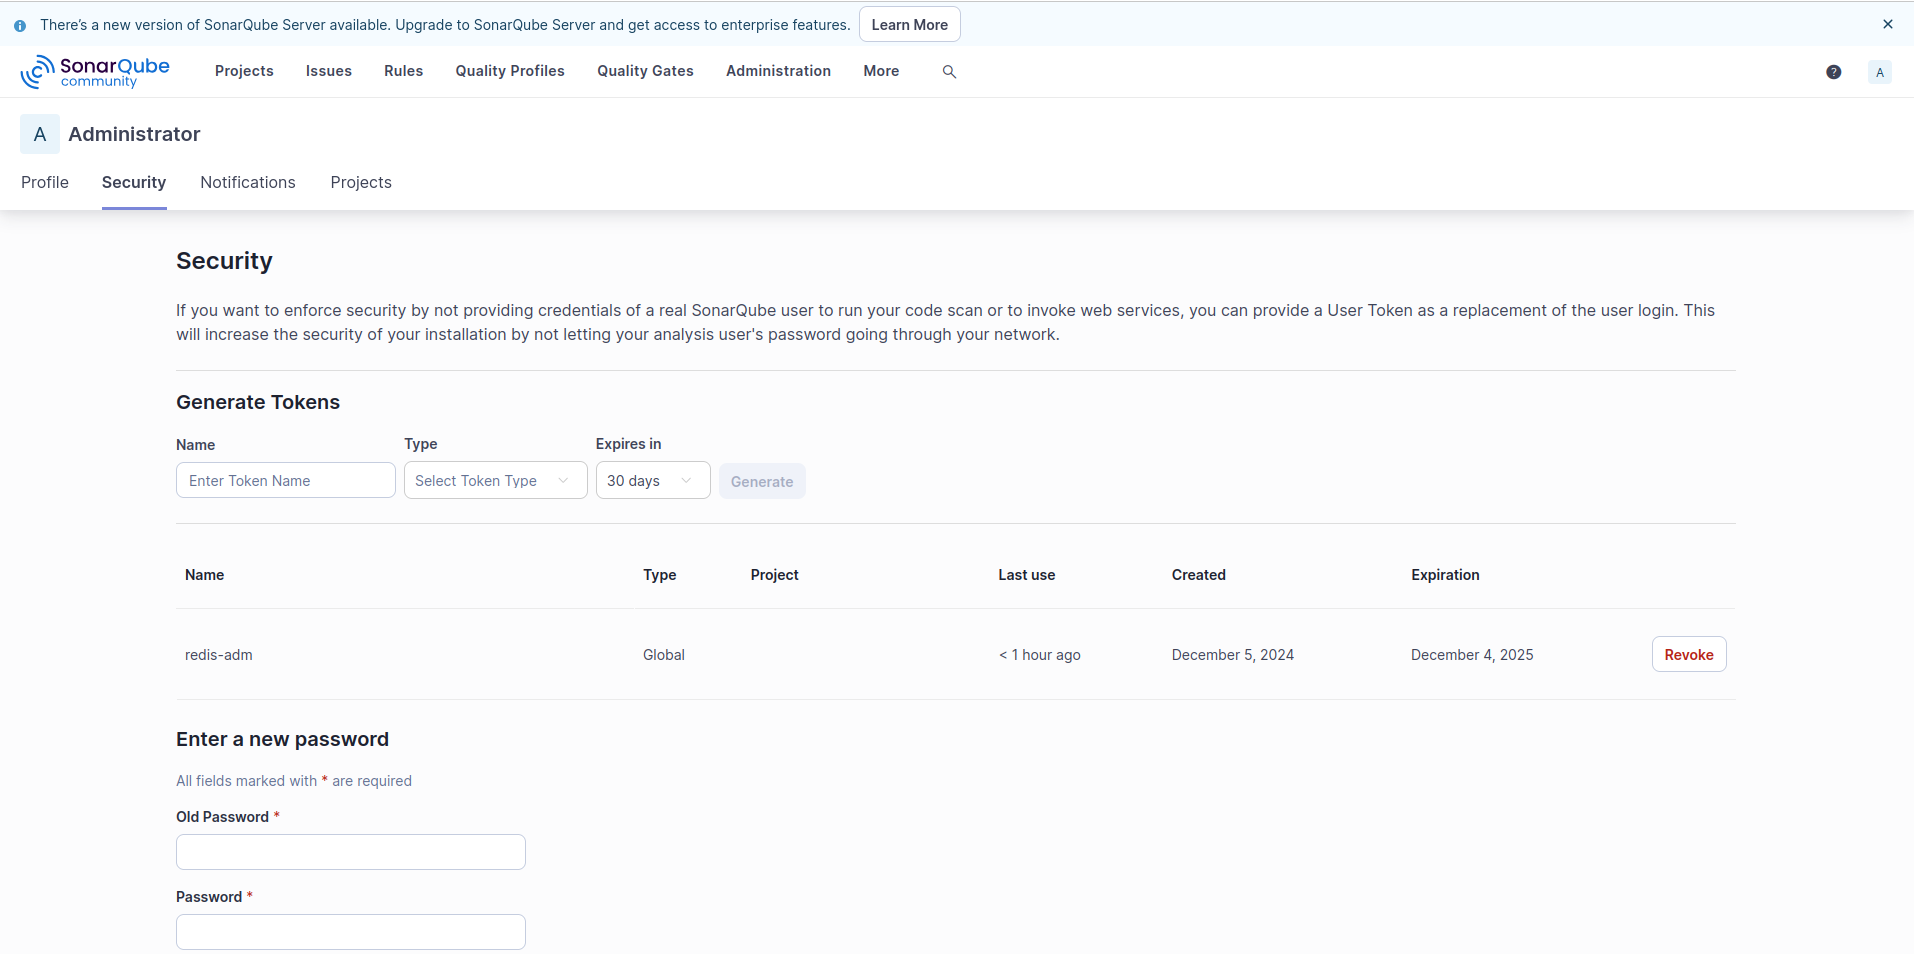 There's a new version of SonarQube Server available. Upgrade to SonarQube Server and get access to enterprise features. Learn More
SonarQube community
Projects Issues Rules Quality Profiles Quality Gates Administration More
? A
A Administrator
Profile Security Notifications Projects
Security
If you want to enforce security by not providing credentials of a real SonarQube user to run your code scan or to invoke web services, you can provide a User Token as a replacement of the user login. This
will increase the security of your installation by not letting your analysis user's password going through your network.
Generate Tokens
Name Type Expires in
Enter Token Name Select Token Type 30 days Generate
Name Type Project Last use Created Expiration
redis-adm Global < 1 hour ago December 5, 2024 December 4, 2025 Revoke
Enter a new password
All fields marked with * are required
Old Password *
Password *